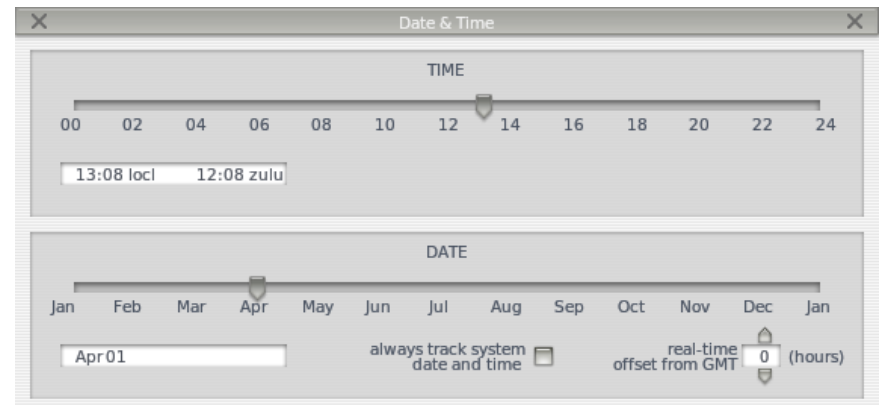 Date & Time
TIME
00 02 04 06 08 10 12 14 16 18 20 22 24
13:08 locl 12:08 zulu
DATE
Jan Feb Mar Apr May Jun Jul Aug Sep Oct Nov Dec Jan
Apr 01
always track system
date and time
real-time
offset from GMT
0
(hours)